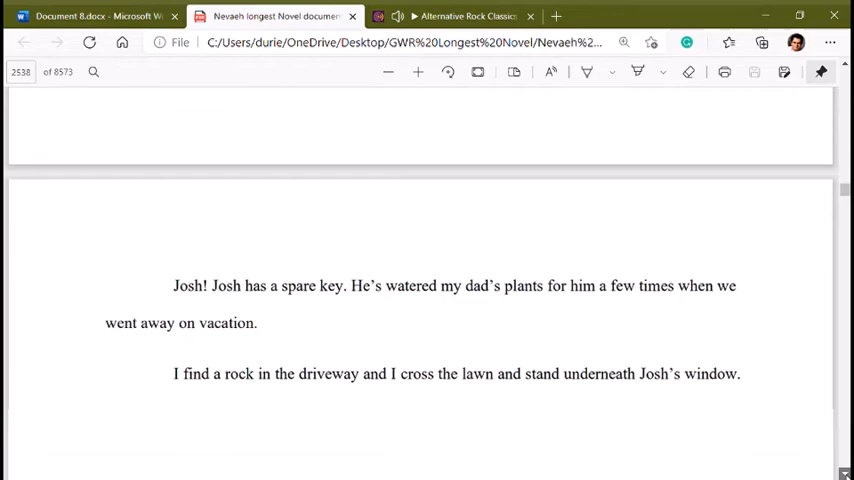 Document 8.docx - Microsoft W
Nevaeh longest Novel documen
Alternative Rock Classics
File
C:/Users/durie/OneDrive/Desktop/GWR%20Longest%20Novel/Nevaeh%2...
2538 of 8573
Josh! Josh has a spare key. He’s watered my dad’s plants for him a few times when we
went away on vacation.
I find a rock in the driveway and I cross the lawn and stand underneath Josh’s window.